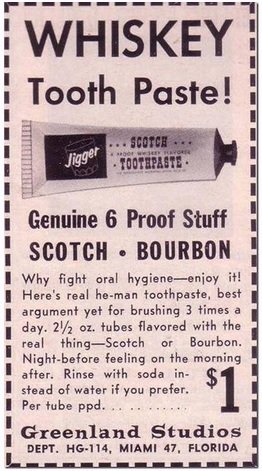 WHISKEY
Tooth Paste!
Jigger
SCOTCH
PROOF WHISKEY FLAVORED
TOOTHPASTE
Genuine 6 Proof Stuff
SCOTCH • BOURBON
Why fight oral hygiene—enjoy it!
Here's real he-man toothpaste, best
argument yet for brushing 3 times a
day. 2½ oz. tubes flavored with the
real thing—Scotch or Bourbon.
Night-before feeling on the morning
after. Rinse with soda in-
stead of water if you prefer.
Per tube ppd. . . . . . . . . . .
$1
Greenland Studios
DEPT. HG-114, MIAMI 47, FLORIDA